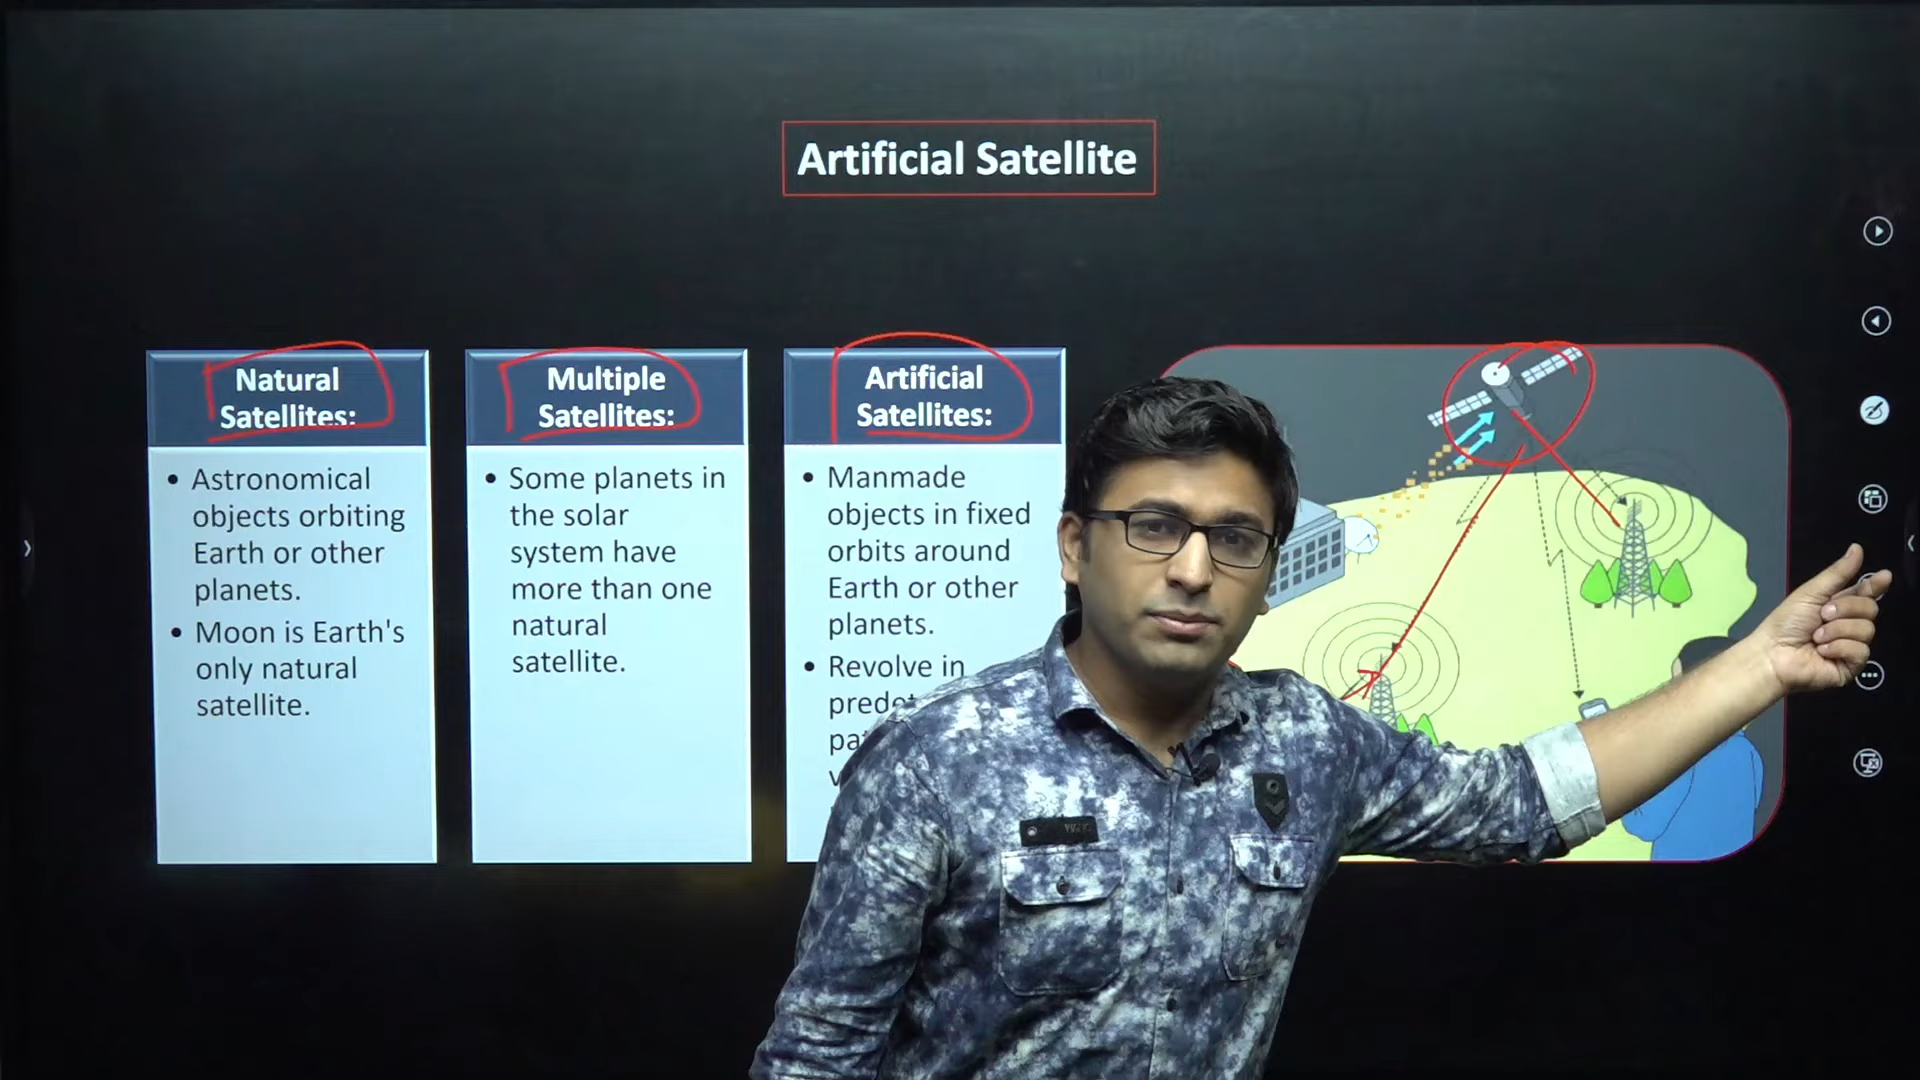 Artificial Satellite
Natural
Satellites:
• Astronomical
objects orbiting
Earth or other
planets.
• Moon is Earth's
only natural
satellite.
Multiple
Satellites:
• Some planets in
the solar
system have
more than one
natural
satellite.
Artificial
Satellites:
• Manmade
objects in fixed
orbits around
Earth or other
planets.
• Revolve in